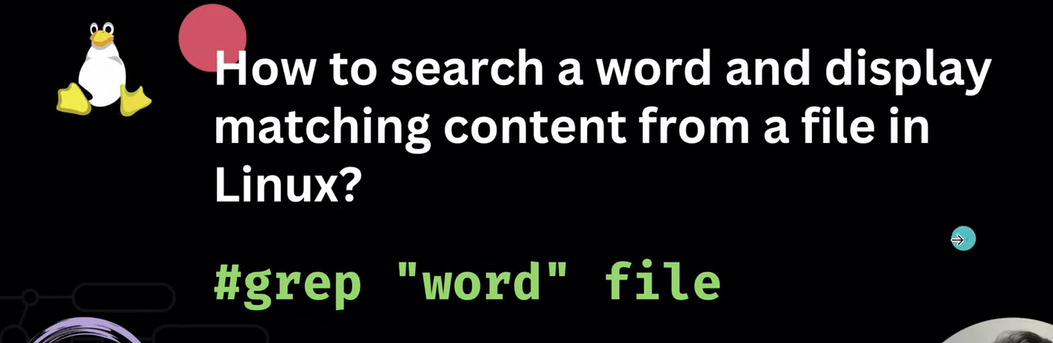 How to search a word and display
matching content from a file in
Linux?
#grep "word" file